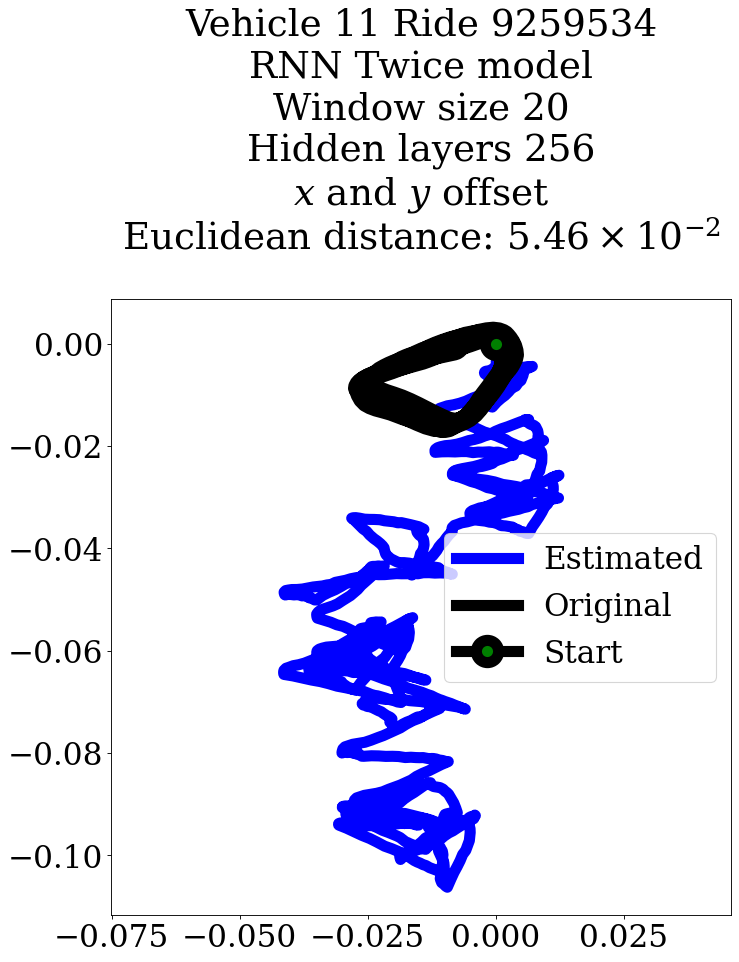 Vehicle 11 Ride 9259534
RNN Twice model
Window size 20
Hidden layers 256
x and y offset
Euclidean distance: 5.46 × 10⁻²
0.00
−0.02
−0.04
−0.06
−0.08
−0.10
Estimated
Original
Start
−0.075 −0.050 −0.025 0.000 0.025